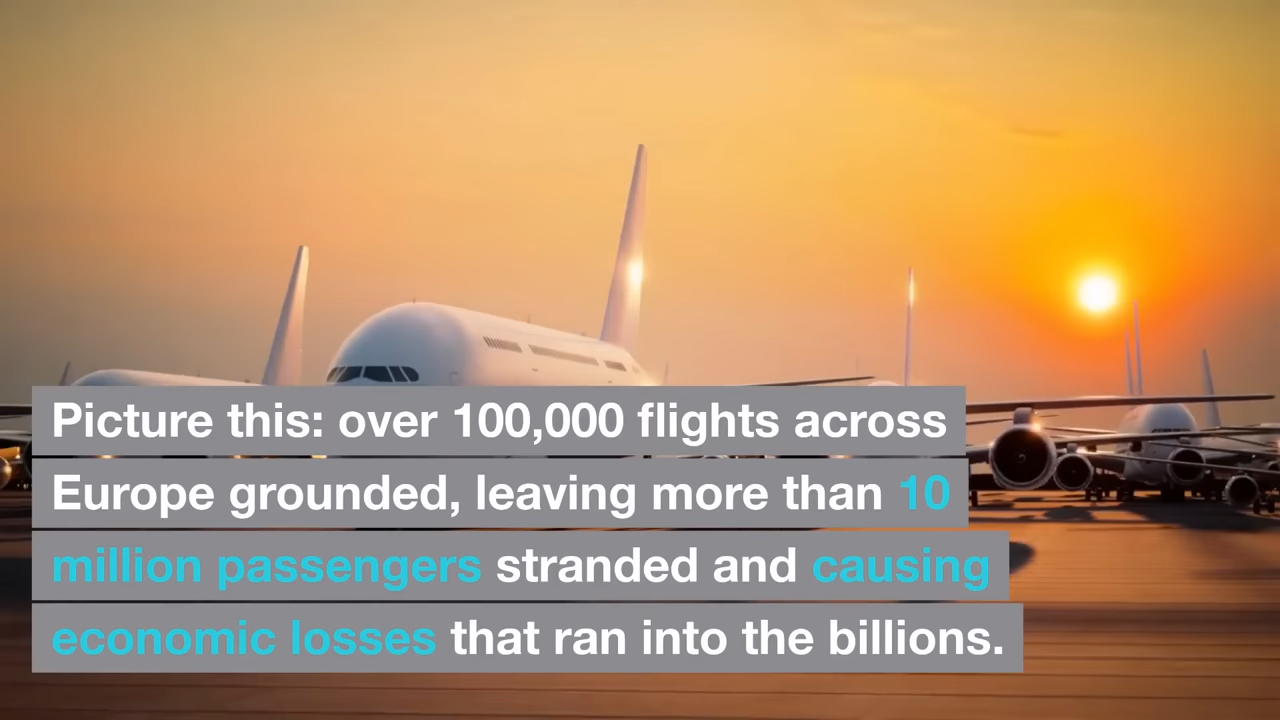 Picture this: over 100,000 flights across
Europe grounded, leaving more than 10
million passengers stranded and causing
economic losses that ran into the billions.